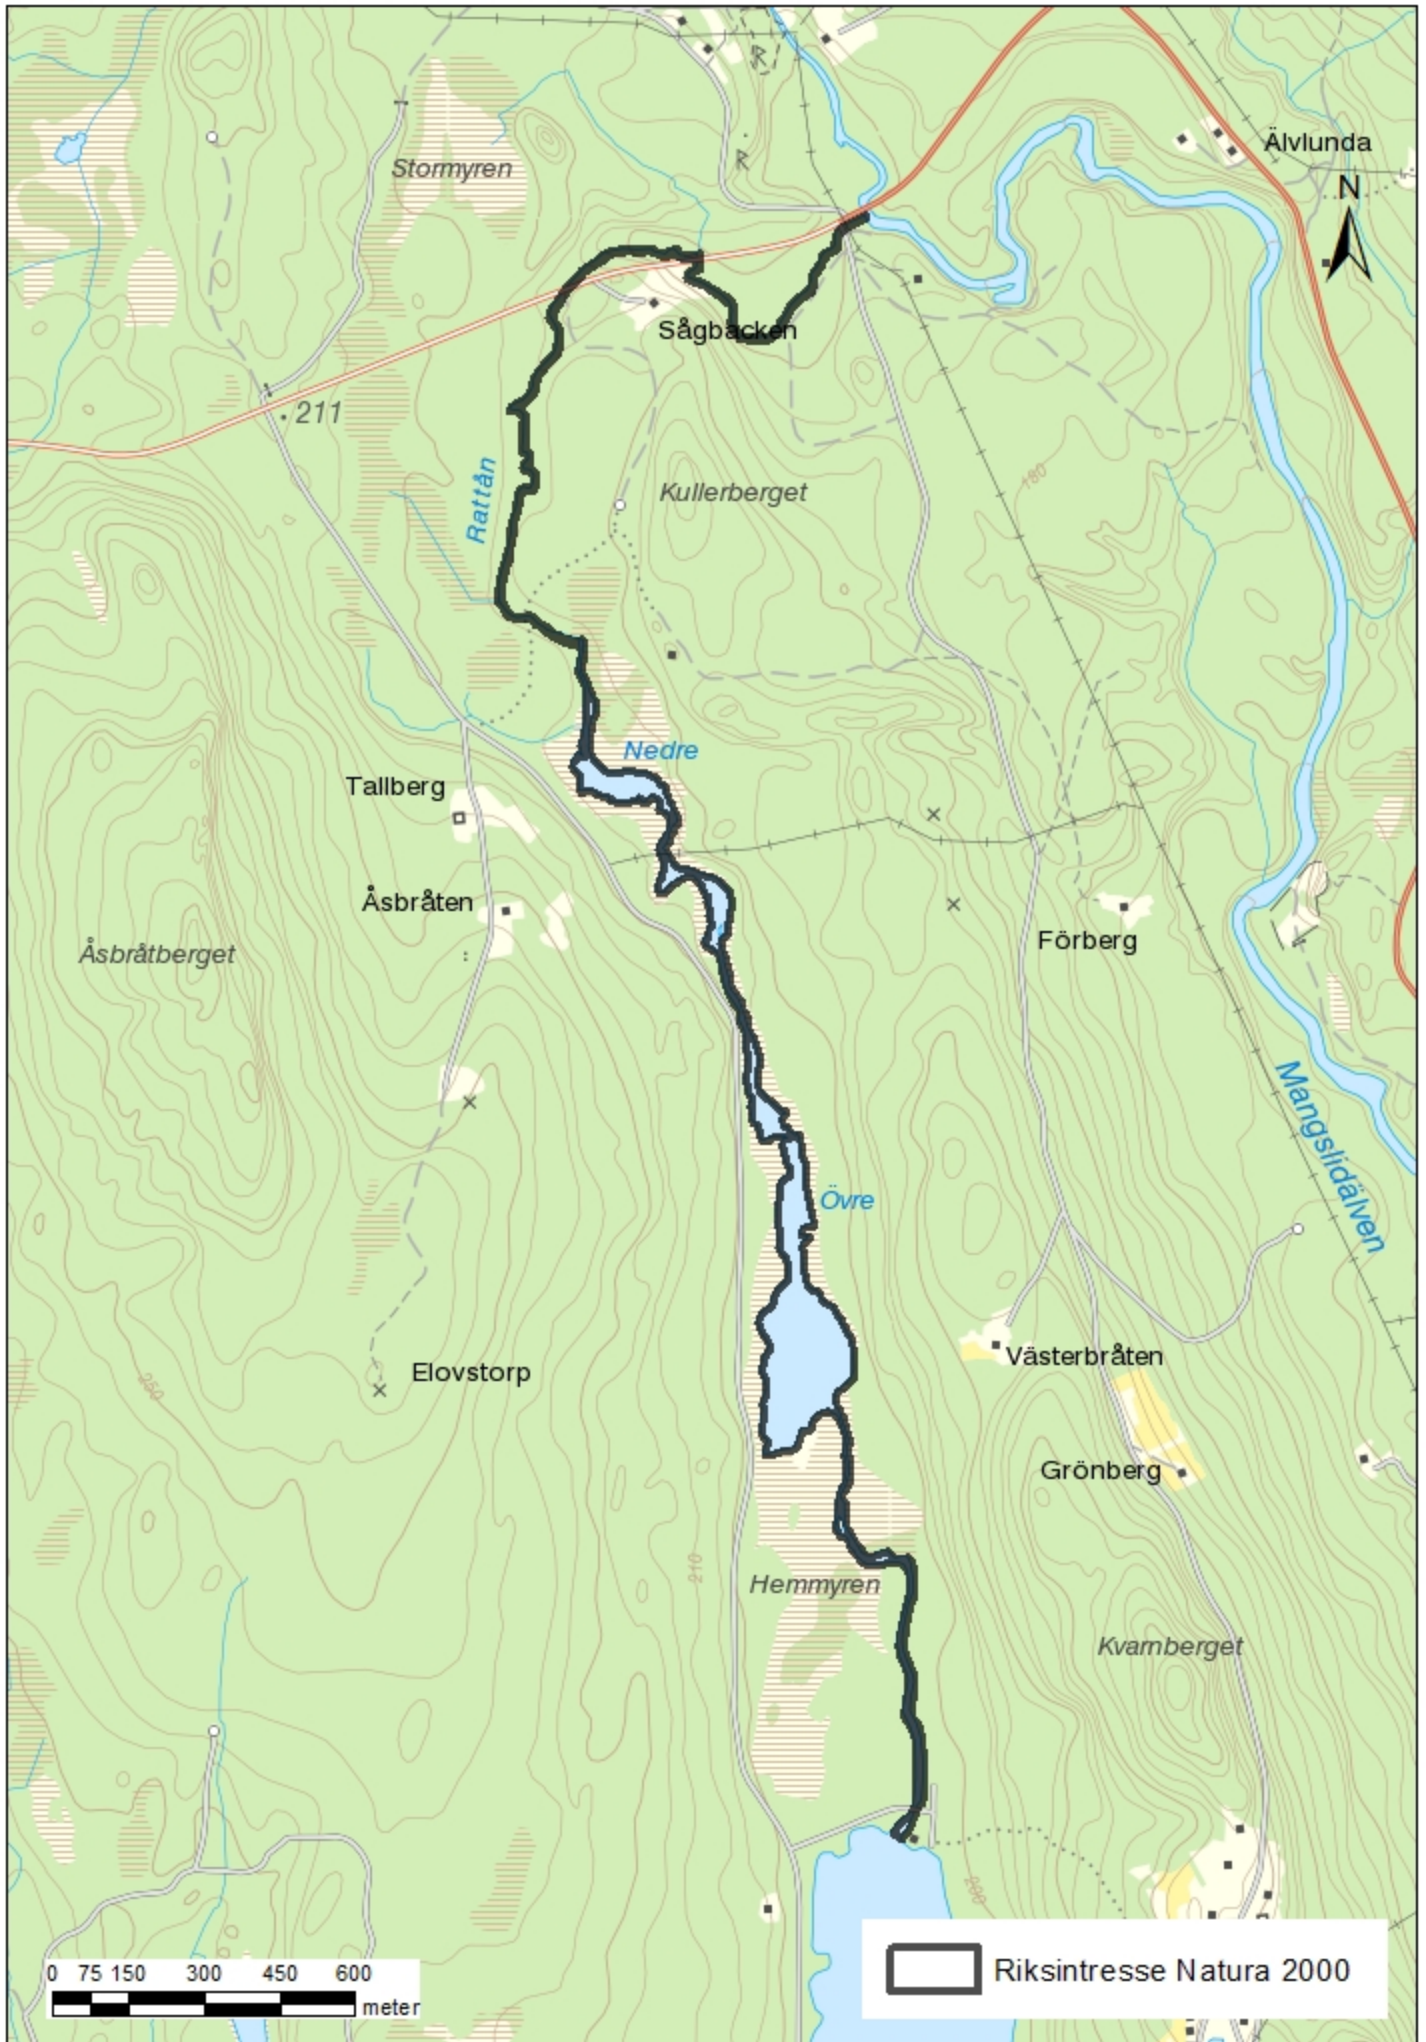 Älvlunda
Stormyren
N
Sågbacken
211
Rattån
Kullerberget
180
Nedre
Tallberg
Åsbråten
Åsbråtberget
Förberg
Mangslidälven
Övre
Västerbråten
Elovstorp
250
Grönberg
210
Hemmyren
Kvarnberget
200
Riksintresse Natura 2000
0 75 150 300 450 600
meter